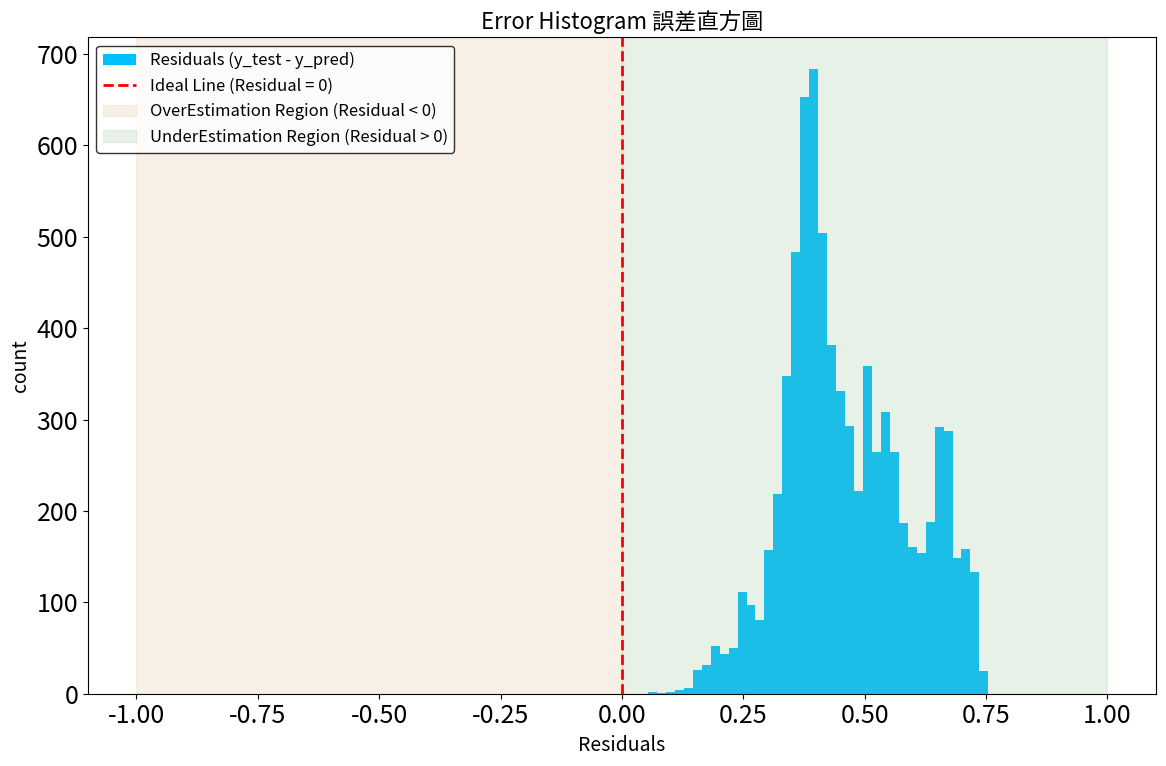 Error Histogram 誤差直方圖
Residuals (y_test - y_pred)
Ideal Line (Residual = 0)
OverEstimation Region (Residual < 0)
UnderEstimation Region (Residual > 0)
700
600
500
400
300
200
100
0
count
-1.00 -0.75 -0.50 -0.25 0.00 0.25 0.50 0.75 1.00
Residuals